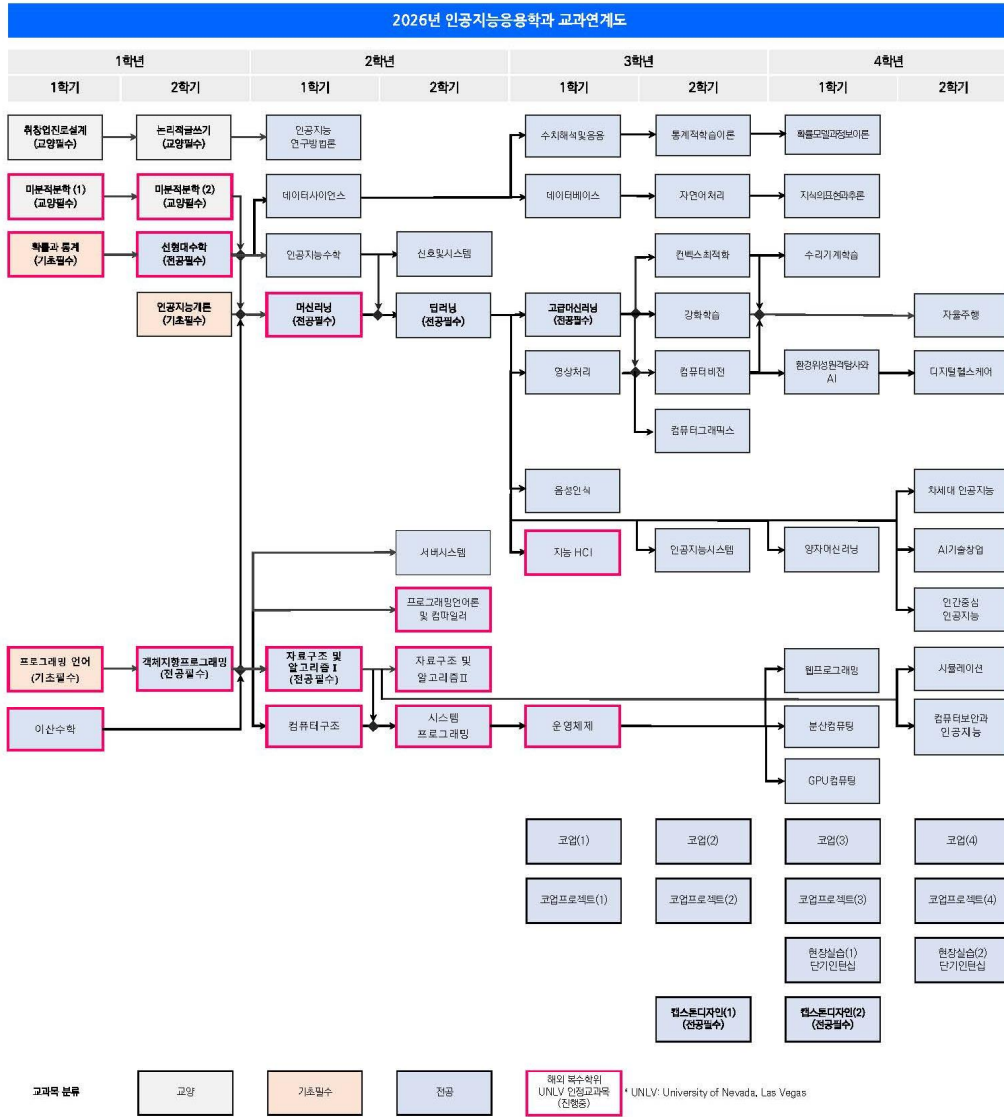 2026년 인공지능응용학과 교과연계도
1학년 2학년 3학년 4학년
1학기 2학기 1학기 2학기 1학기 2학기 1학기 2학기
취창업진로설계
(교양필수)
논리적글쓰기
(교양필수)
인공지능
연구방법론
수치해석및응용
통계적학습이론
확률모델과정보이론
미분적분학 (1)
(교양필수)
미분적분학 (2)
(교양필수)
데이터사이언스
데이터베이스
자연어처리
지식의표현과추론
확률과 통계
(기초필수)
선형대수학
(전공필수)
인공지능수학
신호및시스템
컨벡스최적화
수리기계학습
인공지능개론
(기초필수)
머신러닝
(전공필수)
딥러닝
(전공필수)
고급머신러닝
(전공필수)
강화학습
자율주행
영상처리
컴퓨터비전
환경위성원격탐사와
AI
디지털헬스케어
컴퓨터그래픽스
음성인식
차세대 인공지능
서버시스템
지능 HCI
인공지능시스템
양자머신러닝
AI기술창업
프로그래밍언어론
및 컴파일러
인간중심
인공지능
프로그래밍 언어
(기초필수)
객체지향프로그래밍
(전공필수)
자료구조 및
알고리즘 I
(전공필수)
자료구조 및
알고리즘 II
웹프로그래밍
시뮬레이션
이산수학
컴퓨터구조
시스템
프로그래밍
운영체제
분산컴퓨팅
컴퓨터보안과
인공지능
GPU컴퓨팅
코업(1)
코업(2)
코업(3)
코업(4)
코업프로젝트(1)
코업프로젝트(2)
코업프로젝트(3)
코업프로젝트(4)
현장실습(1)
단기인턴십
현장실습(2)
단기인턴십
캡스톤디자인(1)
(전공필수)
캡스톤디자인(2)
(전공필수)
교과목 분류
교양
기초필수
전공
해외 복수학위
UNLV 인정교과목
(진행중)
* UNLV: University of Nevada, Las Vegas